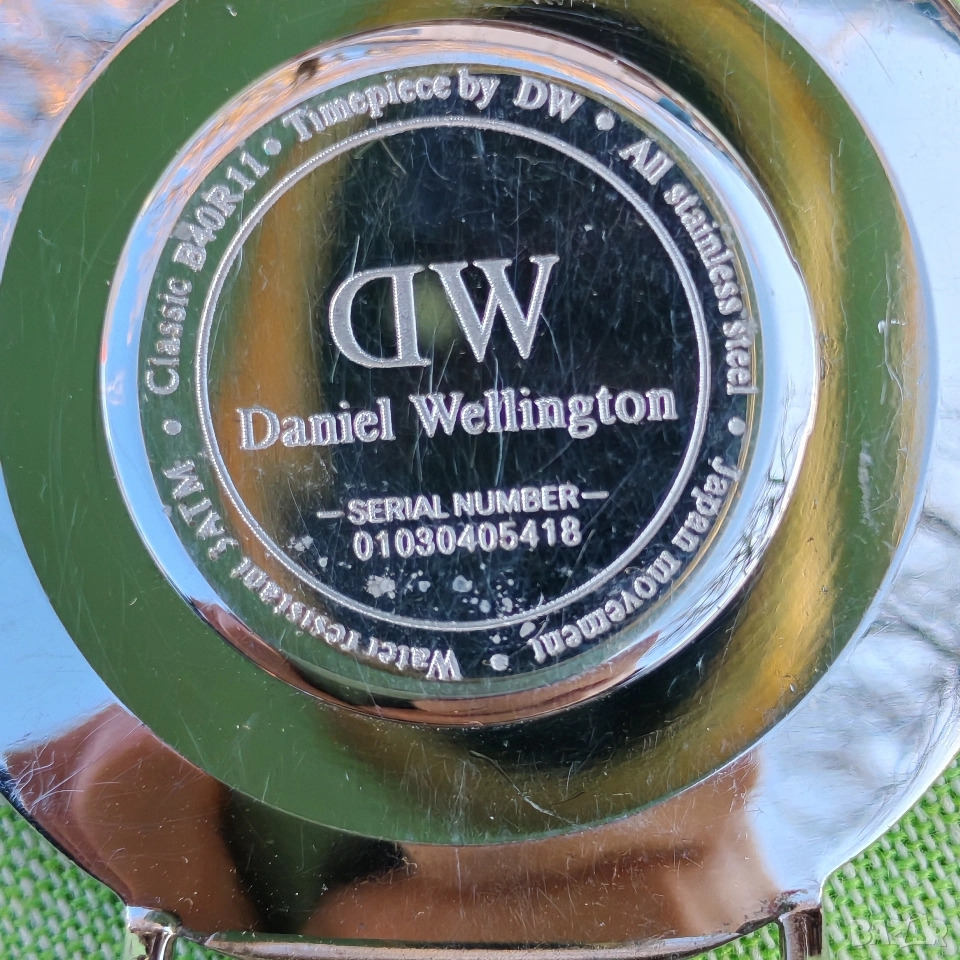 Timepiece by DW • All stainless steel • Japan movement • Water resistant 3ATM • Classic B40R11 •
DW
Daniel Wellington
SERIAL NUMBER
01030405418
BAZAR